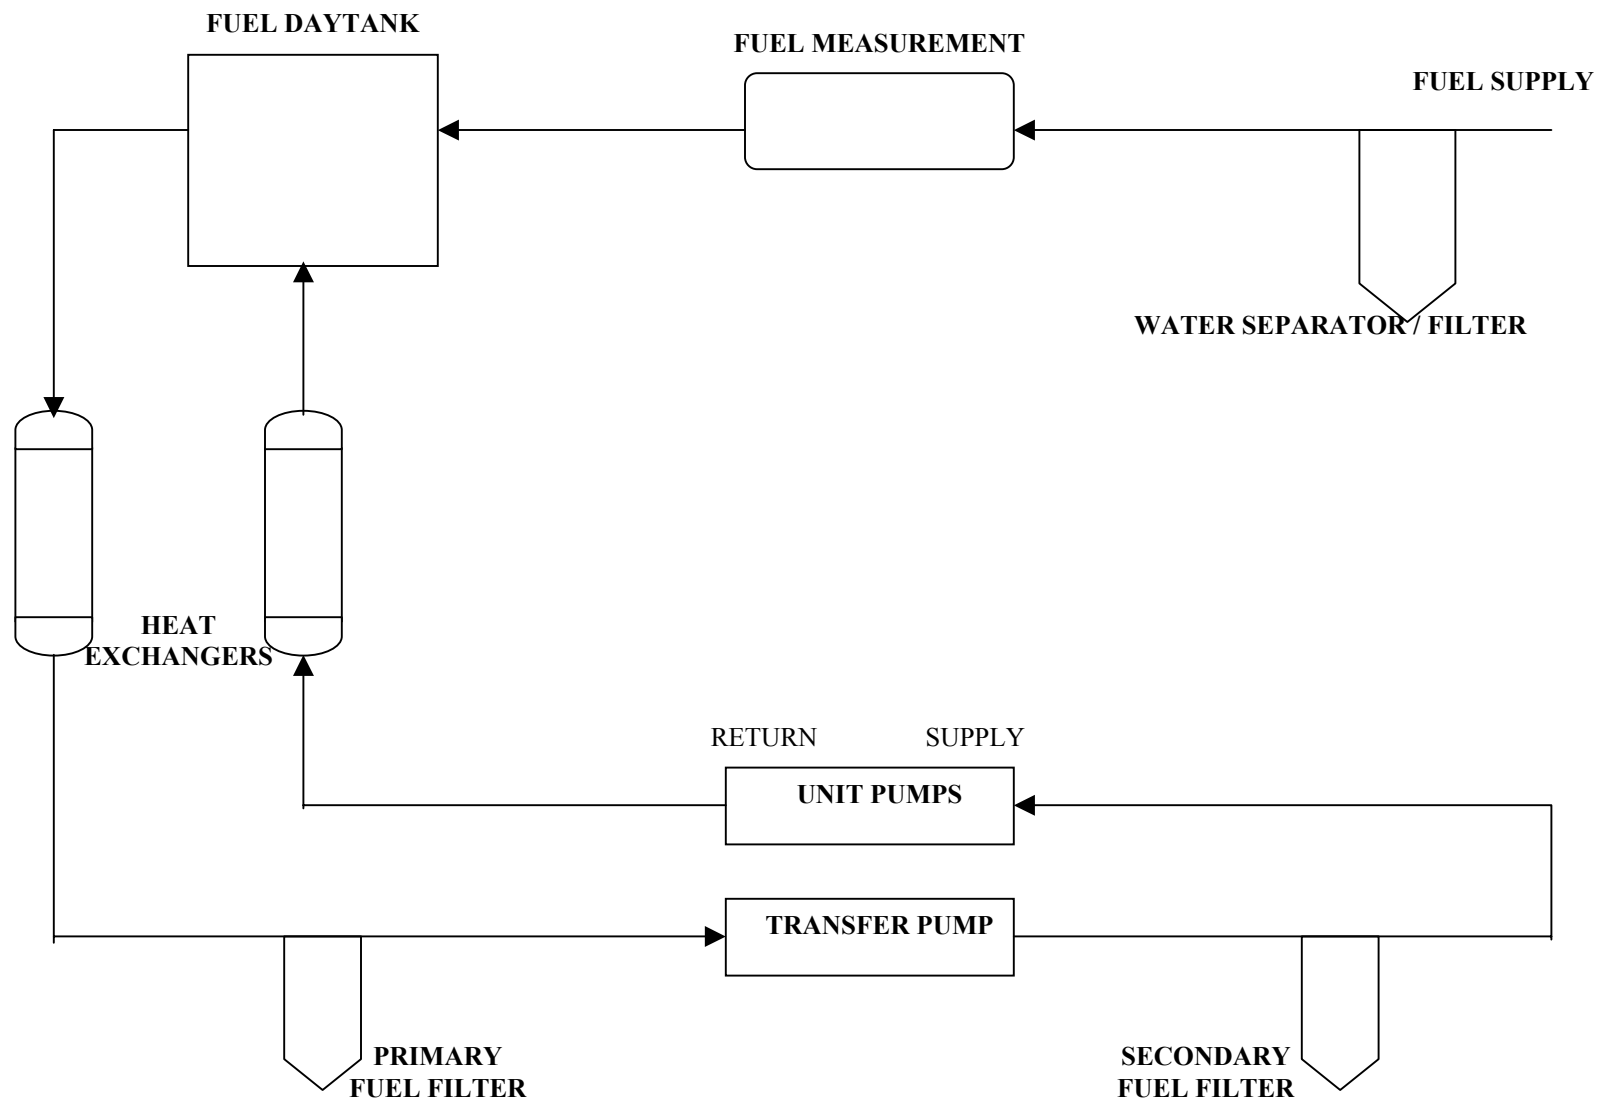 FUEL DAYTANK
FUEL MEASUREMENT
FUEL SUPPLY
WATER SEPARATOR / FILTER
HEAT
EXCHANGERS
RETURN
SUPPLY
UNIT PUMPS
TRANSFER PUMP
PRIMARY
FUEL FILTER
SECONDARY
FUEL FILTER